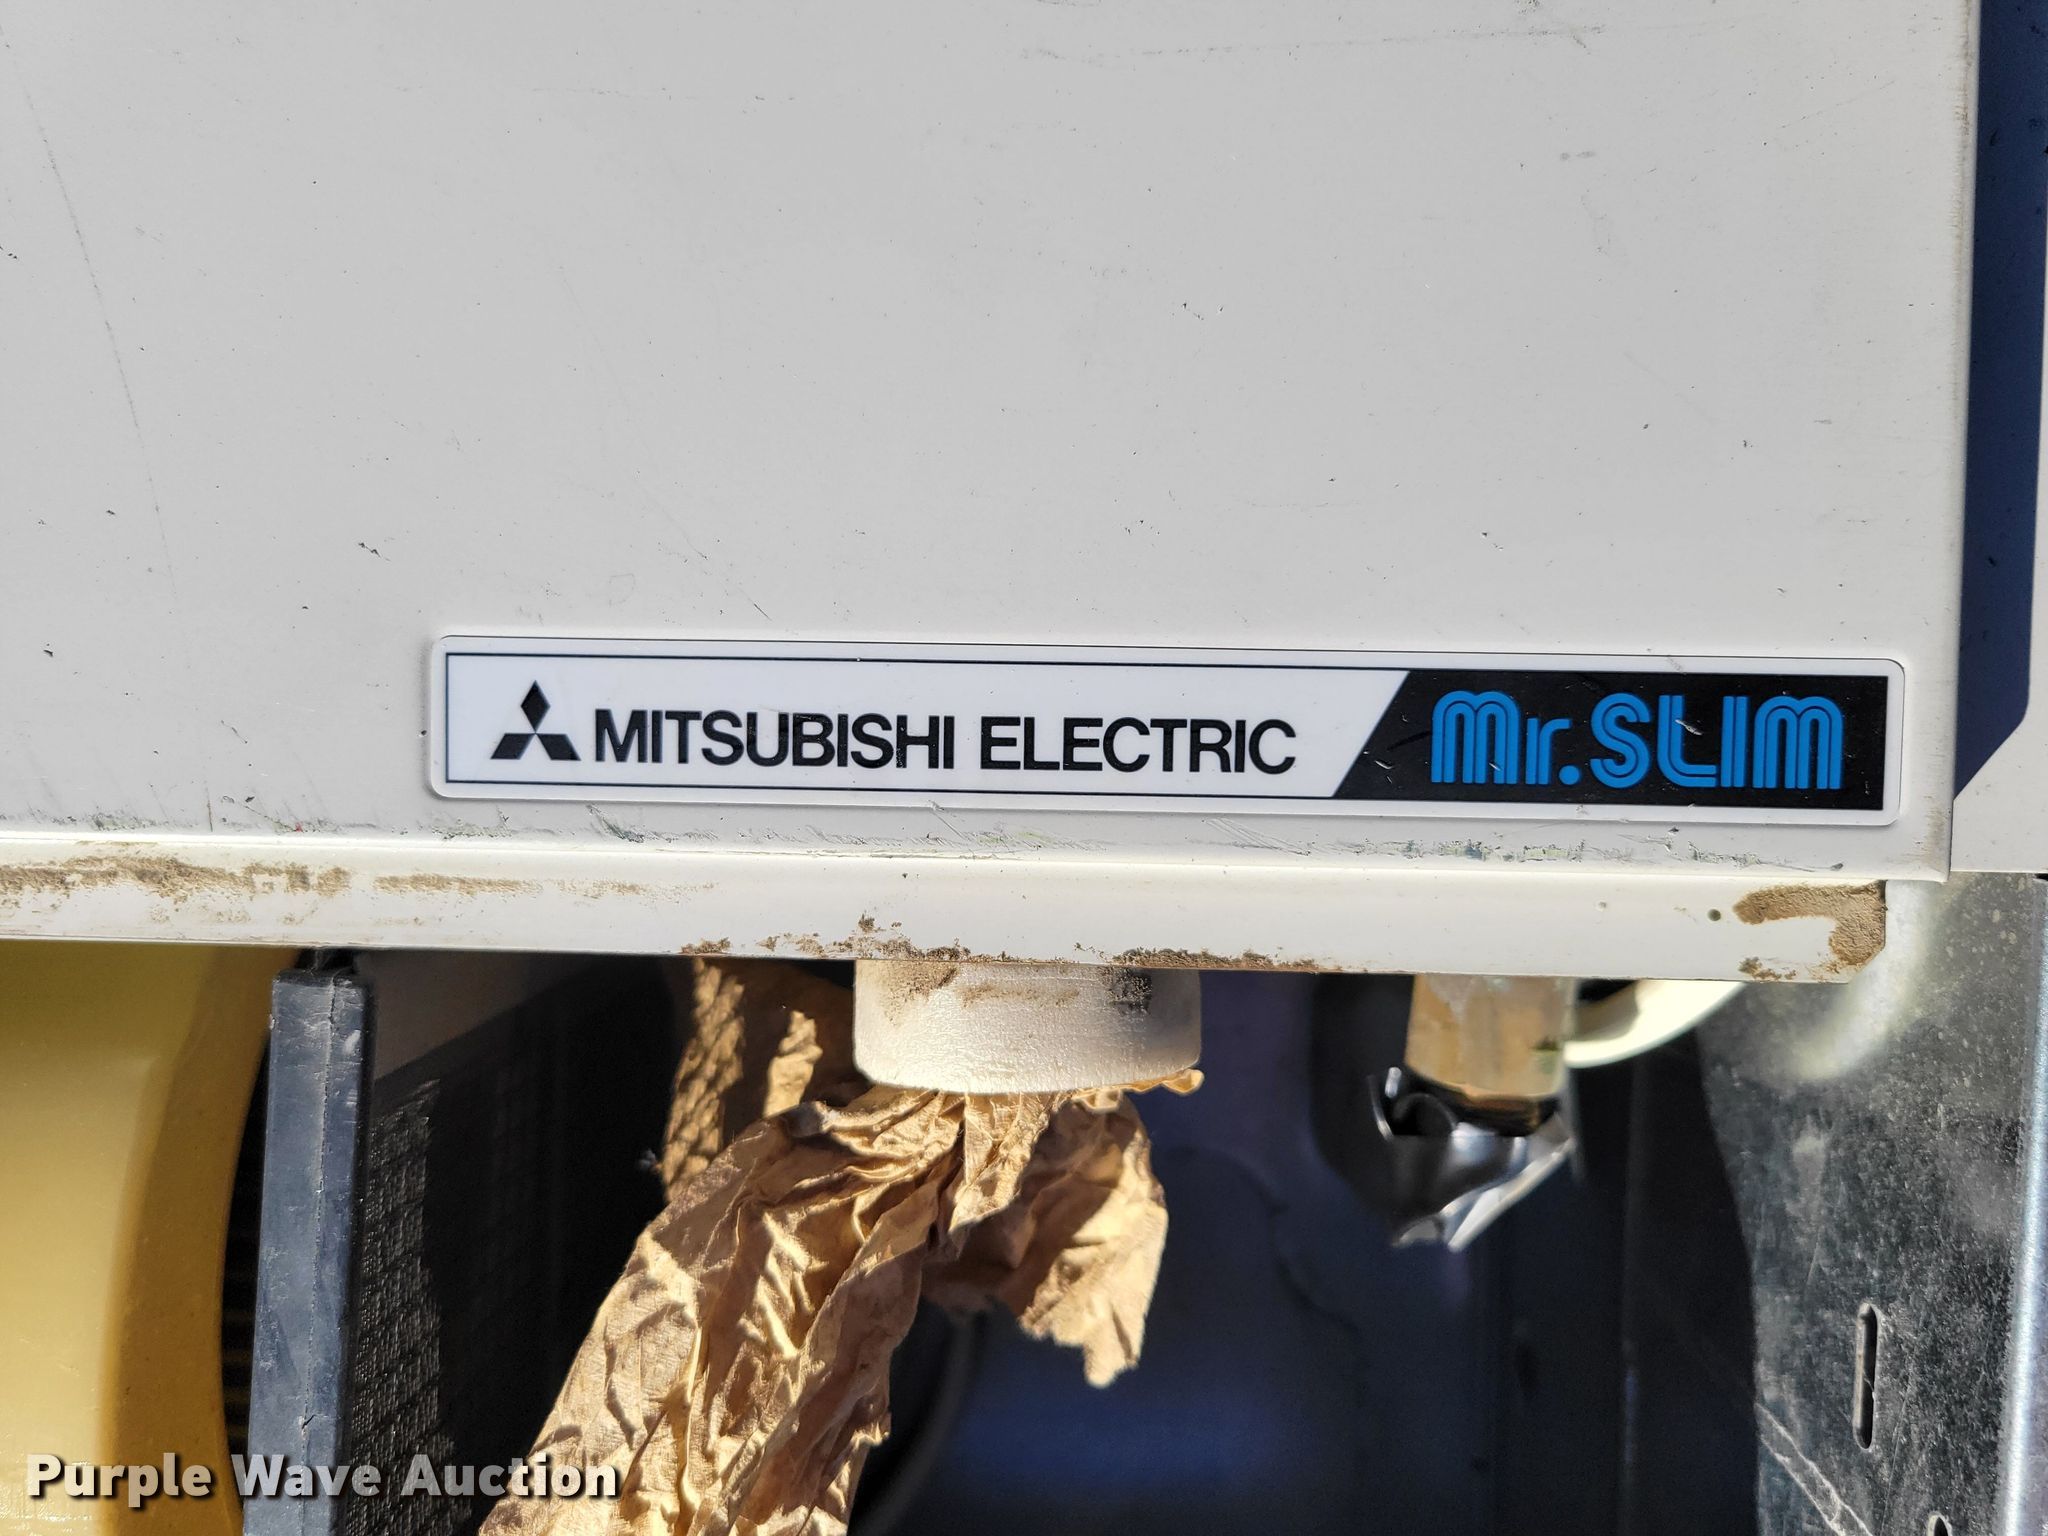 MITSUBISHI ELECTRIC Mr.SLIM
Purple Wave Auction